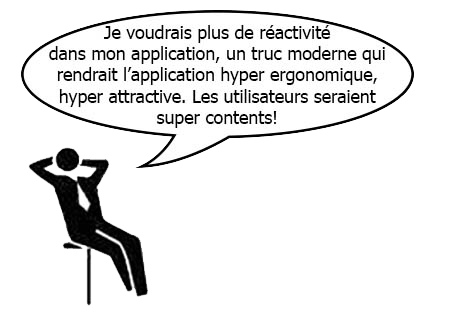 Je voudrais plus de réactivité
dans mon application, un truc moderne qui
rendrait l’application hyper ergonomique,
hyper attractive. Les utilisateurs seraient
super contents!